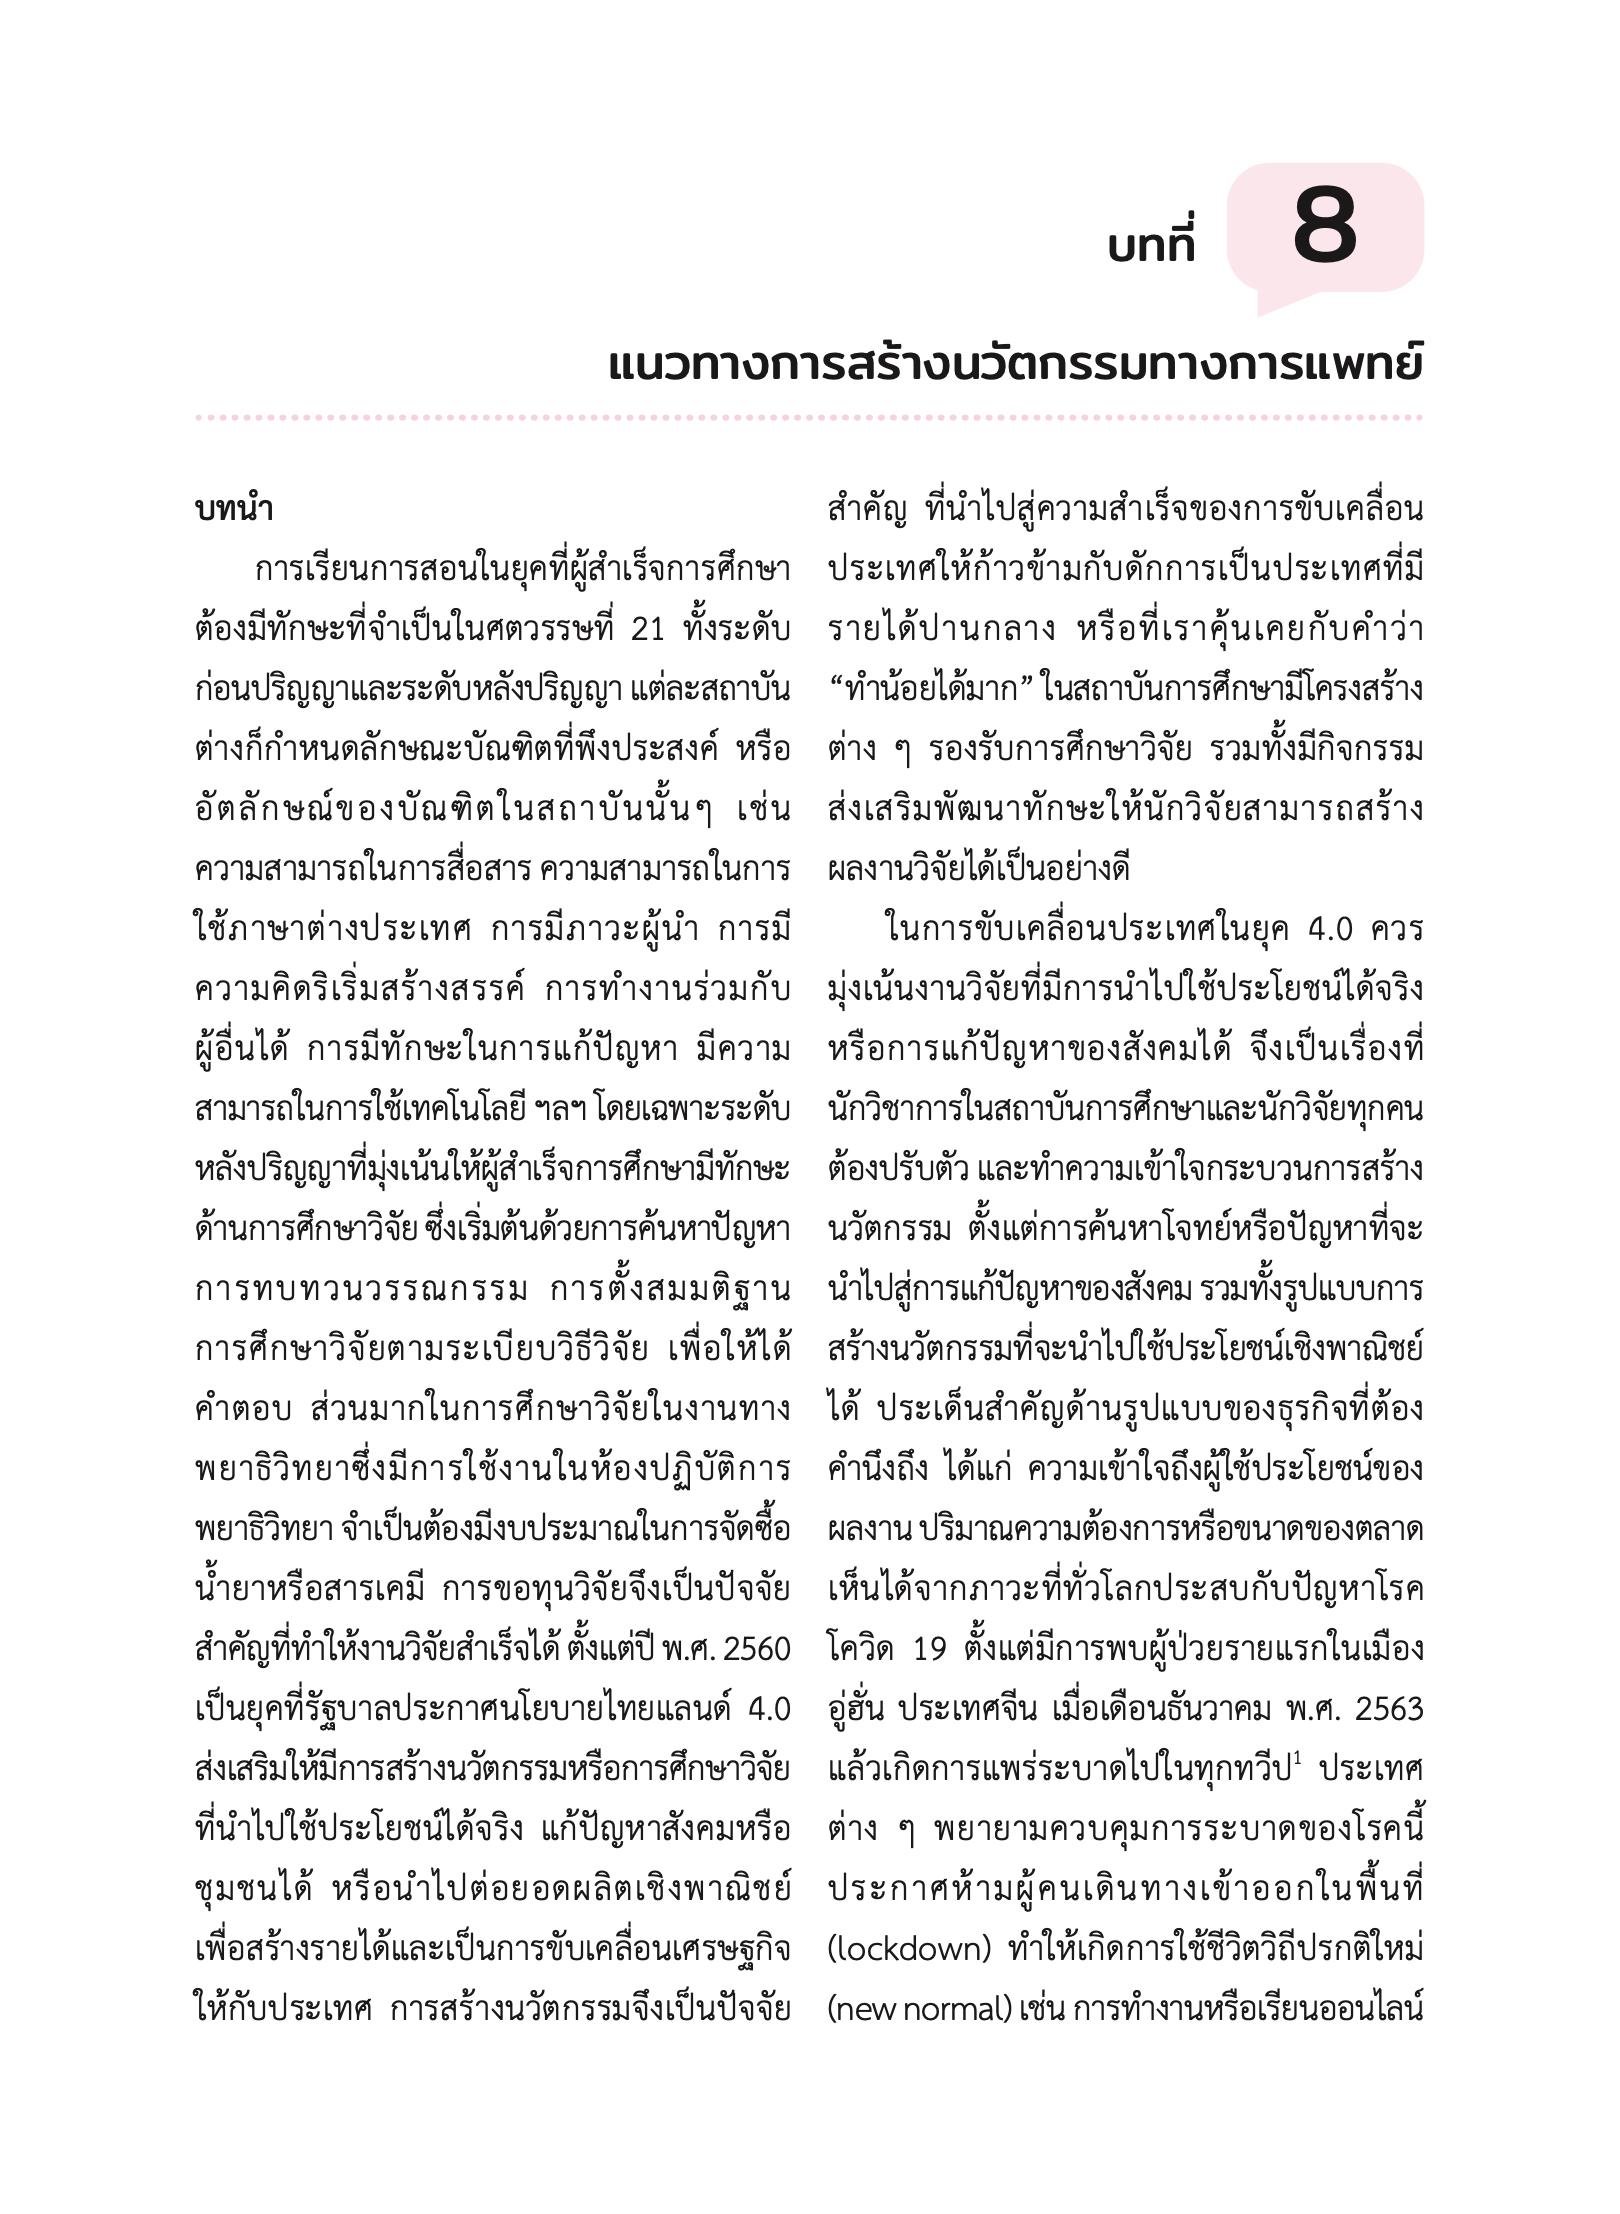 บทที่ 8
แนวทางการสร้างนวัตกรรมทางการแพทย์
บทนำ
การเรียนการสอนในยุคที่ผู้สำเร็จการศึกษา
ต้องมีทักษะที่จำเป็นในศตวรรษที่ 21 ทั้งระดับ
ก่อนปริญญาและระดับหลังปริญญา แต่ละสถาบัน
ต่างก็กำหนดลักษณะบัณฑิตที่พึงประสงค์ หรือ
อัตลักษณ์ของบัณฑิตในสถาบันนั้นๆ เช่น
ความสามารถในการสื่อสาร ความสามารถในการ
ใช้ภาษาต่างประเทศ การมีภาวะผู้นำ การมี
ความคิดริเริ่มสร้างสรรค์ การทำงานร่วมกับ
ผู้อื่นได้ การมีทักษะในการแก้ปัญหา มีความ
สามารถในการใช้เทคโนโลยี ฯลฯ โดยเฉพาะระดับ
หลังปริญญาที่มุ่งเน้นให้ผู้สำเร็จการศึกษามีทักษะ
ด้านการศึกษาวิจัย ซึ่งเริ่มต้นด้วยการค้นหาปัญหา
การทบทวนวรรณกรรม การตั้งสมมติฐาน
การศึกษาวิจัยตามระเบียบวิธีวิจัย เพื่อให้ได้
คำตอบ ส่วนมากในการศึกษาวิจัยในงานทาง
พยาธิวิทยาซึ่งมีการใช้งานในห้องปฏิบัติการ
พยาธิวิทยา จำเป็นต้องมีงบประมาณในการจัดซื้อ
น้ำยาหรือสารเคมี การขอทุนวิจัยจึงเป็นปัจจัย
สำคัญที่ทำให้งานวิจัยสำเร็จได้ ตั้งแต่ปี พ.ศ. 2560
เป็นยุคที่รัฐบาลประกาศนโยบายไทยแลนด์ 4.0
ส่งเสริมให้มีการสร้างนวัตกรรมหรือการศึกษาวิจัย
ที่นำไปใช้ประโยชน์ได้จริง แก้ปัญหาสังคมหรือ
ชุมชนได้ หรือนำไปต่อยอดผลิตเชิงพาณิชย์
เพื่อสร้างรายได้และเป็นการขับเคลื่อนเศรษฐกิจ
ให้กับประเทศ การสร้างนวัตกรรมจึงเป็นปัจจัย
สำคัญ ที่นำไปสู่ความสำเร็จของการขับเคลื่อน
ประเทศให้ก้าวข้ามกับดักการเป็นประเทศที่มี
รายได้ปานกลาง หรือที่เราคุ้นเคยกับคำว่า
“ทำน้อยได้มาก” ในสถาบันการศึกษามีโครงสร้าง
ต่าง ๆ รองรับการศึกษาวิจัย รวมทั้งมีกิจกรรม
ส่งเสริมพัฒนาทักษะให้นักวิจัยสามารถสร้าง
ผลงานวิจัยได้เป็นอย่างดี
ในการขับเคลื่อนประเทศในยุค 4.0 ควร
มุ่งเน้นงานวิจัยที่มีการนำไปใช้ประโยชน์ได้จริง
หรือการแก้ปัญหาของสังคมได้ จึงเป็นเรื่องที่
นักวิชาการในสถาบันการศึกษาและนักวิจัยทุกคน
ต้องปรับตัว และทำความเข้าใจกระบวนการสร้าง
นวัตกรรม ตั้งแต่การค้นหาโจทย์หรือปัญหาที่จะ
นำไปสู่การแก้ปัญหาของสังคม รวมทั้งรูปแบบการ
สร้างนวัตกรรมที่จะนำไปใช้ประโยชน์เชิงพาณิชย์
ได้ ประเด็นสำคัญด้านรูปแบบของธุรกิจที่ต้อง
คำนึงถึง ได้แก่ ความเข้าใจถึงผู้ใช้ประโยชน์ของ
ผลงาน ปริมาณความต้องการหรือขนาดของตลาด
เห็นได้จากภาวะที่ทั่วโลกประสบกับปัญหาโรค
โควิด 19 ตั้งแต่มีการพบผู้ป่วยรายแรกในเมือง
อู่ฮั่น ประเทศจีน เมื่อเดือนธันวาคม พ.ศ. 2563
แล้วเกิดการแพร่ระบาดไปในทุกทวีป¹ ประเทศ
ต่าง ๆ พยายามควบคุมการระบาดของโรคนี้
ประกาศห้ามผู้คนเดินทางเข้าออกในพื้นที่
(lockdown) ทำให้เกิดการใช้ชีวิตวิถีปรกติใหม่
(new normal) เช่น การทำงานหรือเรียนออนไลน์